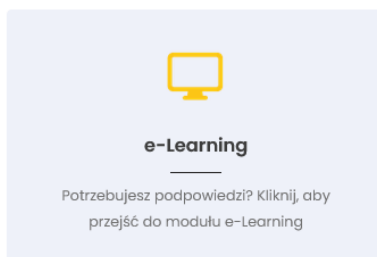 e-Learning
Potrzebujesz podpowiedzi? Kliknij, aby
przejść do modułu e-Learning